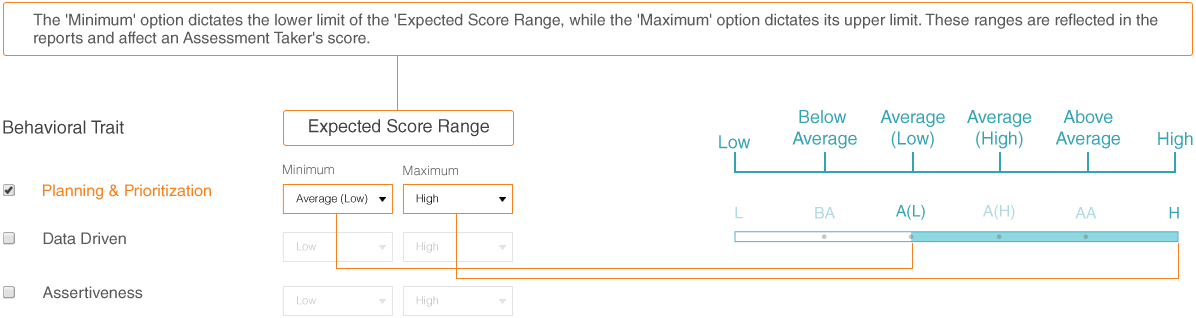 The 'Minimum' option dictates the lower limit of the 'Expected Score Range, while the 'Maximum' option dictates its upper limit. These ranges are reflected in the
reports and affect an Assessment Taker's score.
Behavioral Trait
Expected Score Range
Low
Below Average
Average (Low)
Average (High)
Above Average
High
Minimum
Maximum
Planning & Prioritization
Average (Low)
High
L
BA
A(L)
A(H)
AA
H
Data Driven
Low
High
Assertiveness
Low
High